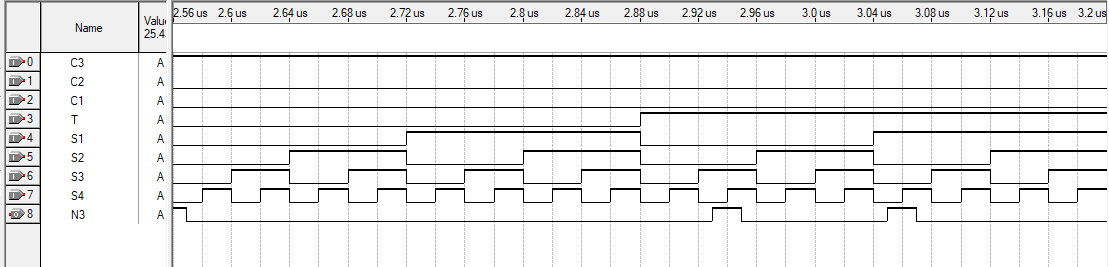 Name
Value
25.4
2.56 us 2.6 us 2.64 us 2.68 us 2.72 us 2.76 us 2.8 us 2.84 us 2.88 us 2.92 us 2.96 us 3.0 us 3.04 us 3.08 us 3.12 us 3.16 us 3.2 us
0 C3 A
1 C2 A
2 C1 A
3 T A
4 S1 A
5 S2 A
6 S3 A
7 S4 A
8 N3 A